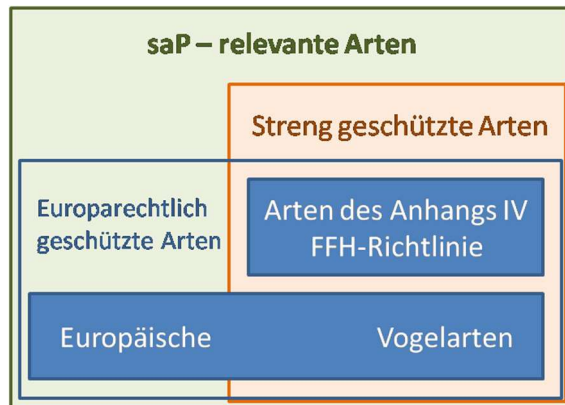 saP – relevante Arten
Streng geschützte Arten
Europarechtlich
geschützte Arten
Arten des Anhangs IV
FFH-Richtlinie
Europäische Vogelarten